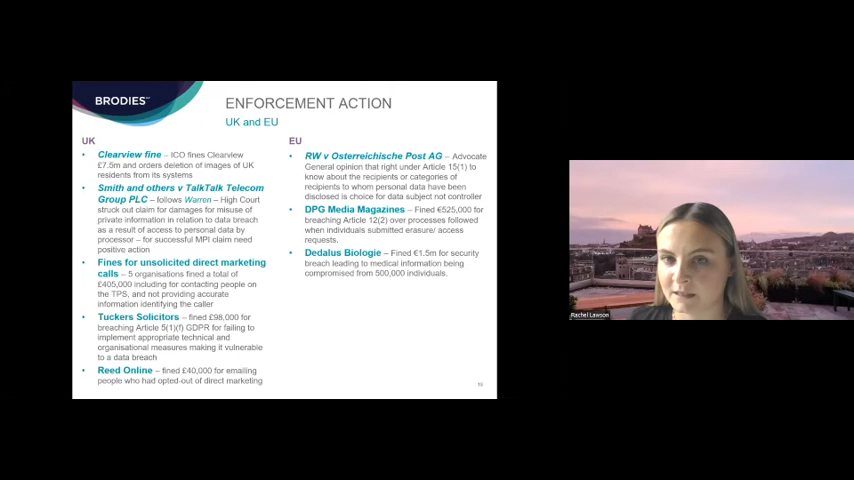 BRODIES LLP
ENFORCEMENT ACTION
UK and EU
UK
• Clearview fine – ICO fines Clearview
£7.5m and orders deletion of images of UK
residents from its systems
• Smith and others v TalkTalk Telecom
Group PLC – follows Warren – High Court
struck out claim for damages for misuse of
private information in relation to data breach
as a result of access to personal data by
processor – for successful MPI claim need
positive action
• Fines for unsolicited direct marketing
calls – 5 organisations fined a total of
£405,000 including for contacting people on
the TPS, and not providing accurate
information identifying the caller
• Tuckers Solicitors – fined £98,000 for
breaching Article 5(1)(f) GDPR for failing to
implement appropriate technical and
organisational measures making it vulnerable
to a data breach
• Reed Online – fined £40,000 for emailing
people who had opted-out of direct marketing
EU
• RW v Osterreichische Post AG – Advocate
General opinion that right under Article 15(1) to
know about the recipients or categories of
recipients to whom personal data have been
disclosed is choice for data subject not controller
• DPG Media Magazines – Fined €525,000 for
breaching Article 12(2) over processes followed
when individuals submitted erasure/ access
requests.
• Dedalus Biologie – Fined €1.5m for security
breach leading to medical information being
compromised from 500,000 individuals.
Rachel Lawson